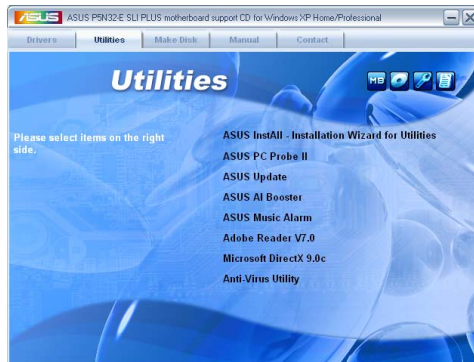 ASUS ASUS P5N32-E SLI PLUS motherboard support CD for Windows XP Home/Professional
Drivers Utilities Make Disk Manual Contact
Utilities
MB
Please select items on the right
side.
ASUS InstAll - Installation Wizard for Utilities
ASUS PC Probe II
ASUS Update
ASUS AI Booster
ASUS Music Alarm
Adobe Reader V7.0
Microsoft DirectX 9.0c
Anti-Virus Utility